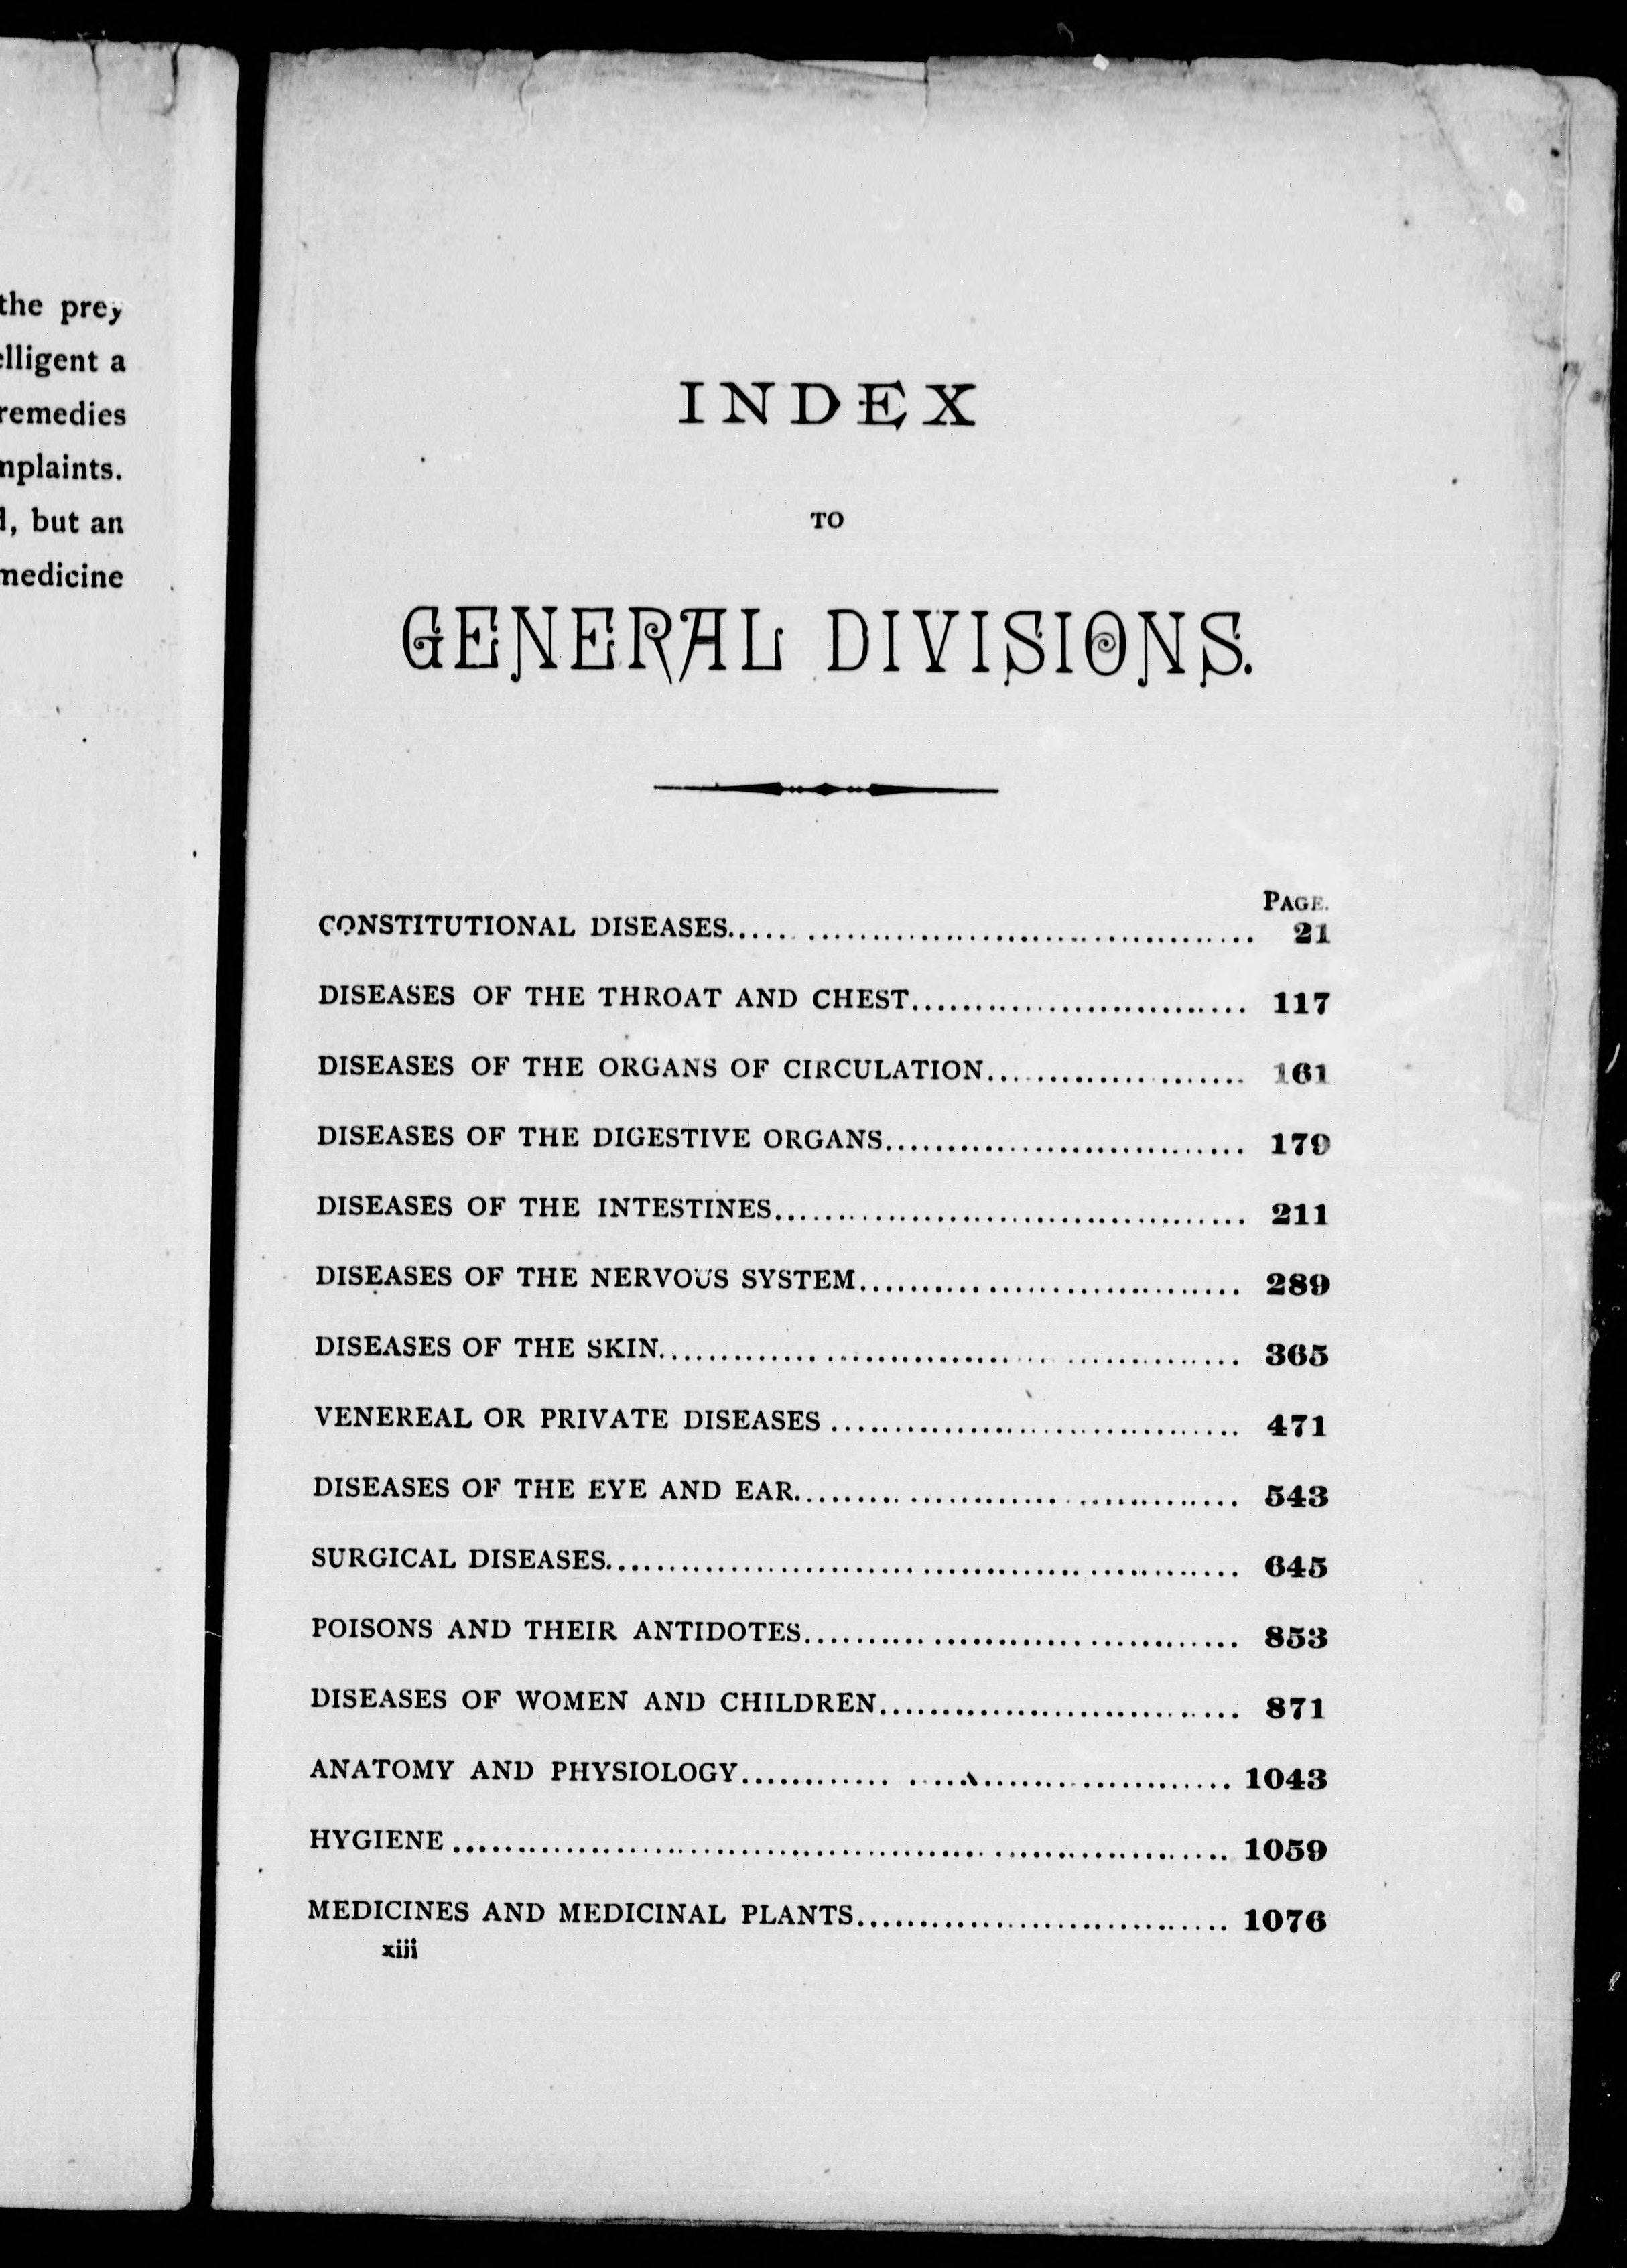 the prey
elligent a
remedies
mplaints.
d, but an
medicine
INDEX
TO
GENERAL DIVISIONS.
PAGE.
CONSTITUTIONAL DISEASES..... .................................... 21
DISEASES OF THE THROAT AND CHEST........................... 117
DISEASES OF THE ORGANS OF CIRCULATION..................... 161
DISEASES OF THE DIGESTIVE ORGANS............................. 179
DISEASES OF THE INTESTINES...................................... 211
DISEASES OF THE NERVOUS SYSTEM............................... 289
DISEASES OF THE SKIN............................................... 365
VENEREAL OR PRIVATE DISEASES ................................. 471
DISEASES OF THE EYE AND EAR.................................... 543
SURGICAL DISEASES................................................... 645
POISONS AND THEIR ANTIDOTES................................... 853
DISEASES OF WOMEN AND CHILDREN............................. 871
ANATOMY AND PHYSIOLOGY............ .......................... 1043
HYGIENE ............................................................... 1059
MEDICINES AND MEDICINAL PLANTS.............................. 1076
xiii